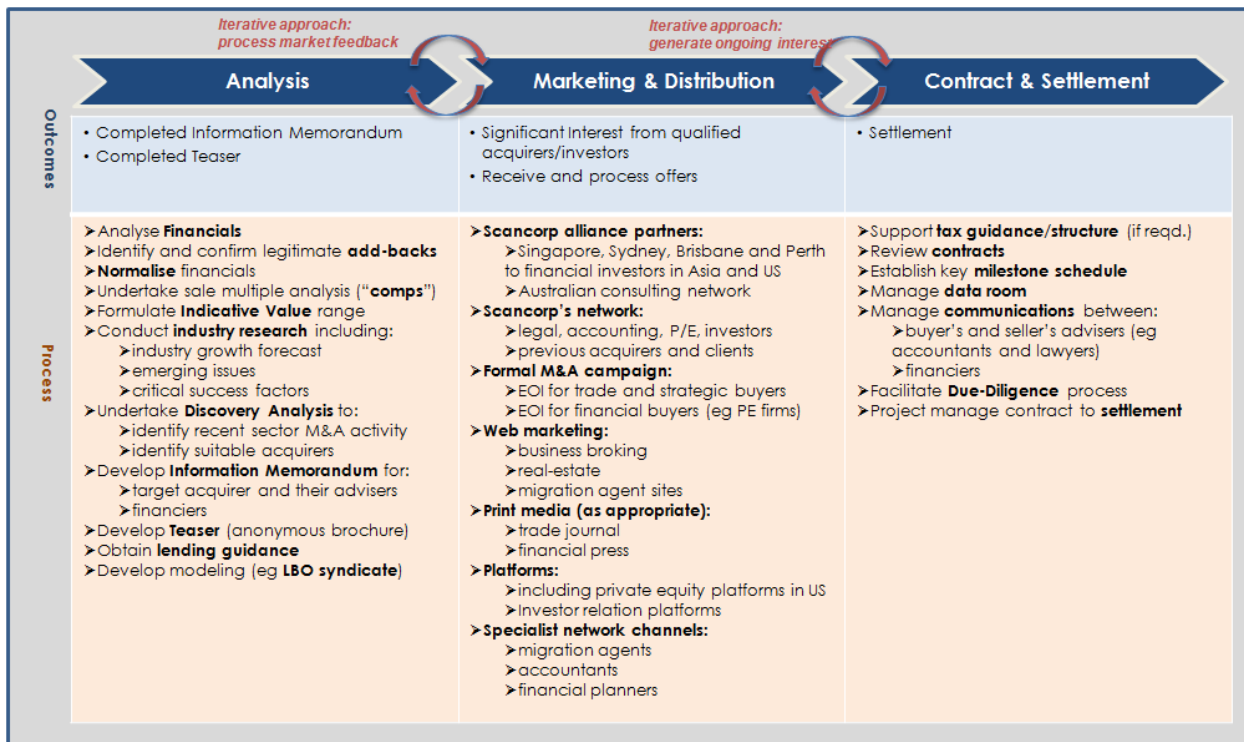 Iterative approach:
process market feedback
Iterative approach:
generate ongoing interes
Analysis
Marketing & Distribution
Contract & Settlement
Outcomes
• Completed Information Memorandum
• Completed Teaser
• Significant Interest from qualified
acquirers/investors
• Receive and process offers
• Settlement
Process
➢Analyse Financials
➢Identify and confirm legitimate add-backs
➢Normalise financials
➢Undertake sale multiple analysis (“comps”)
➢Formulate Indicative Value range
➢Conduct industry research including:
➢industry growth forecast
➢emerging issues
➢critical success factors
➢Undertake Discovery Analysis to:
➢identify recent sector M&A activity
➢identify suitable acquirers
➢Develop Information Memorandum for:
➢target acquirer and their advisers
➢financiers
➢Develop Teaser (anonymous brochure)
➢Obtain lending guidance
➢Develop modeling (eg LBO syndicate)
➢Scancorp alliance partners:
➢Singapore, Sydney, Brisbane and Perth
to financial investors in Asia and US
➢Australian consulting network
➢Scancorp’s network:
➢legal, accounting, P/E, investors
➢previous acquirers and clients
➢Formal M&A campaign:
➢EOI for trade and strategic buyers
➢EOI for financial buyers (eg PE firms)
➢Web marketing:
➢business broking
➢real-estate
➢migration agent sites
➢Print media (as appropriate):
➢trade journal
➢financial press
➢Platforms:
➢including private equity platforms in US
➢Investor relation platforms
➢Specialist network channels:
➢migration agents
➢accountants
➢financial planners
➢Support tax guidance/structure (if reqd.)
➢Review contracts
➢Establish key milestone schedule
➢Manage data room
➢Manage communications between:
➢buyer’s and seller’s advisers (eg
accountants and lawyers)
➢financiers
➢Facilitate Due-Diligence process
➢Project manage contract to settlement